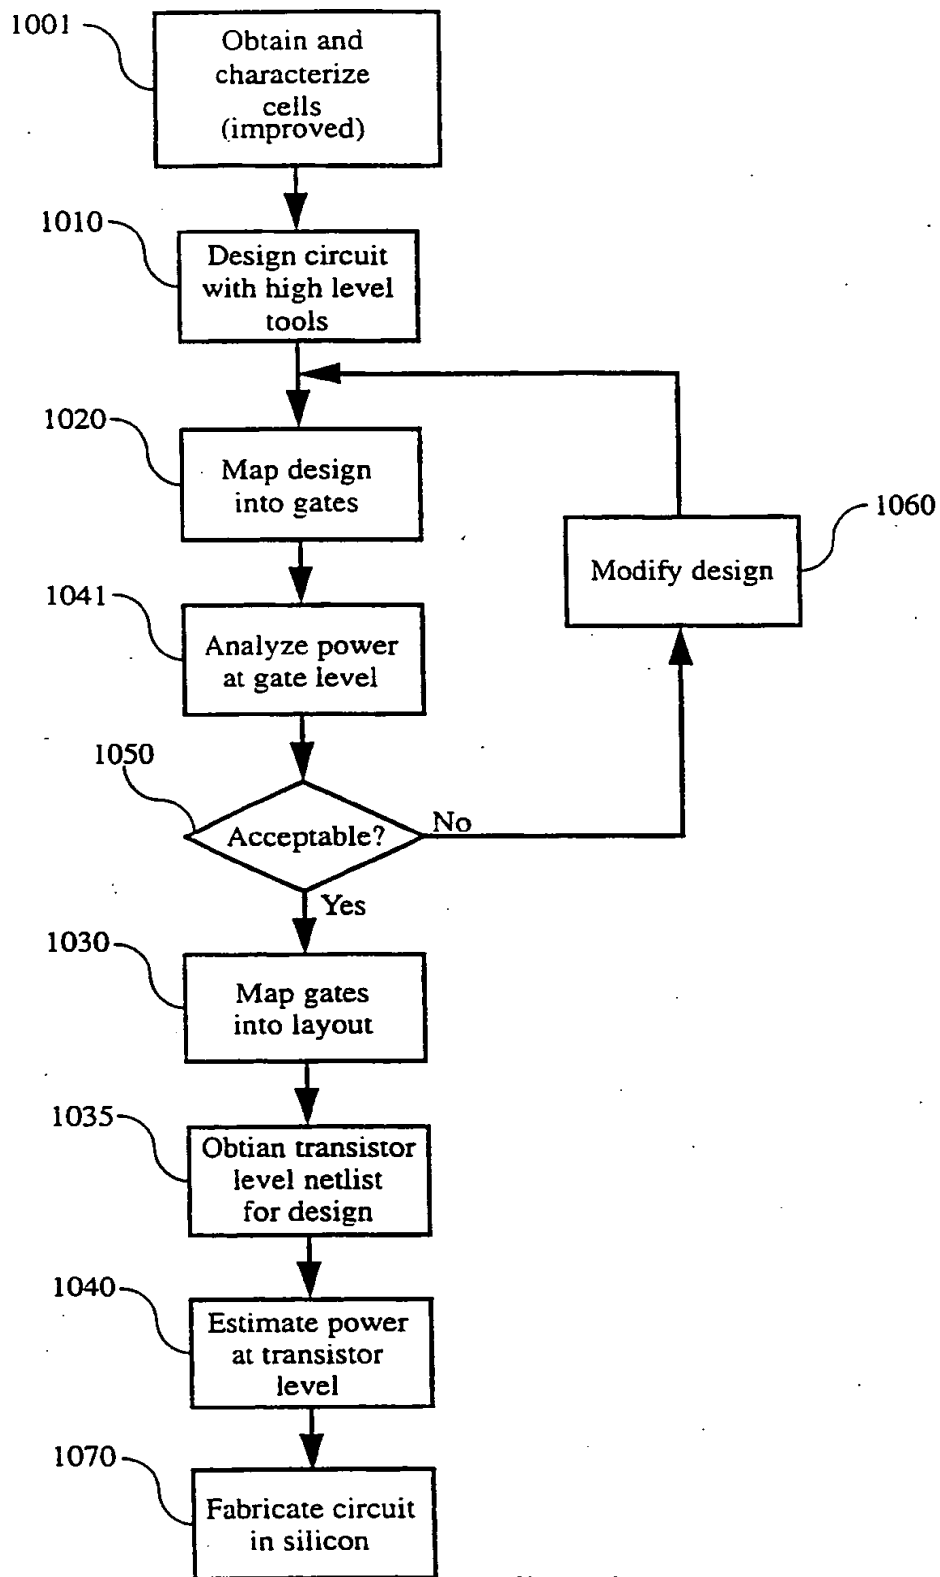 1001
Obtain and
characterize
cells
(improved)
1010
Design circuit
with high level
tools
1020
Map design
into gates
1060
Modify design
1041
Analyze power
at gate level
1050
Acceptable?
No
Yes
1030
Map gates
into layout
1035
Obtian transistor
level netlist
for design
1040
Estimate power
at transistor
level
1070
Fabricate circuit
in silicon